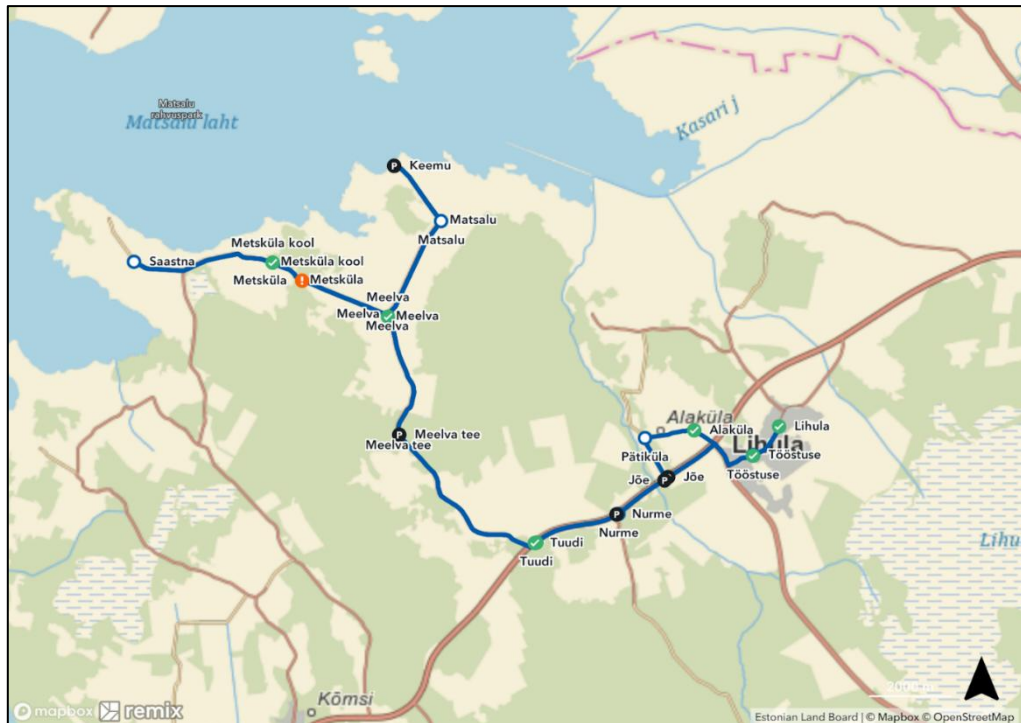 Matsalu
rahvuspark
Matsalu laht
Kasari j
Keemu
Matsalu
Matsalu
Metsküla kool
Saastna
Metsküla kool
Metsküla
Metsküla
Meelva
Meelva
Meelva
Meelva
Meelva tee
Meelva tee
Alaküla
Alaküla
Lihula
Lihula
Pätiküla
Tööstuse
Tööstuse
Jõe
Jõe
Nurme
Nurme
Tuudi
Tuudi
Lihu
Kõmsi
2000 m
mapbox
remix
Estonian Land Board | © Mapbox © OpenStreetMap